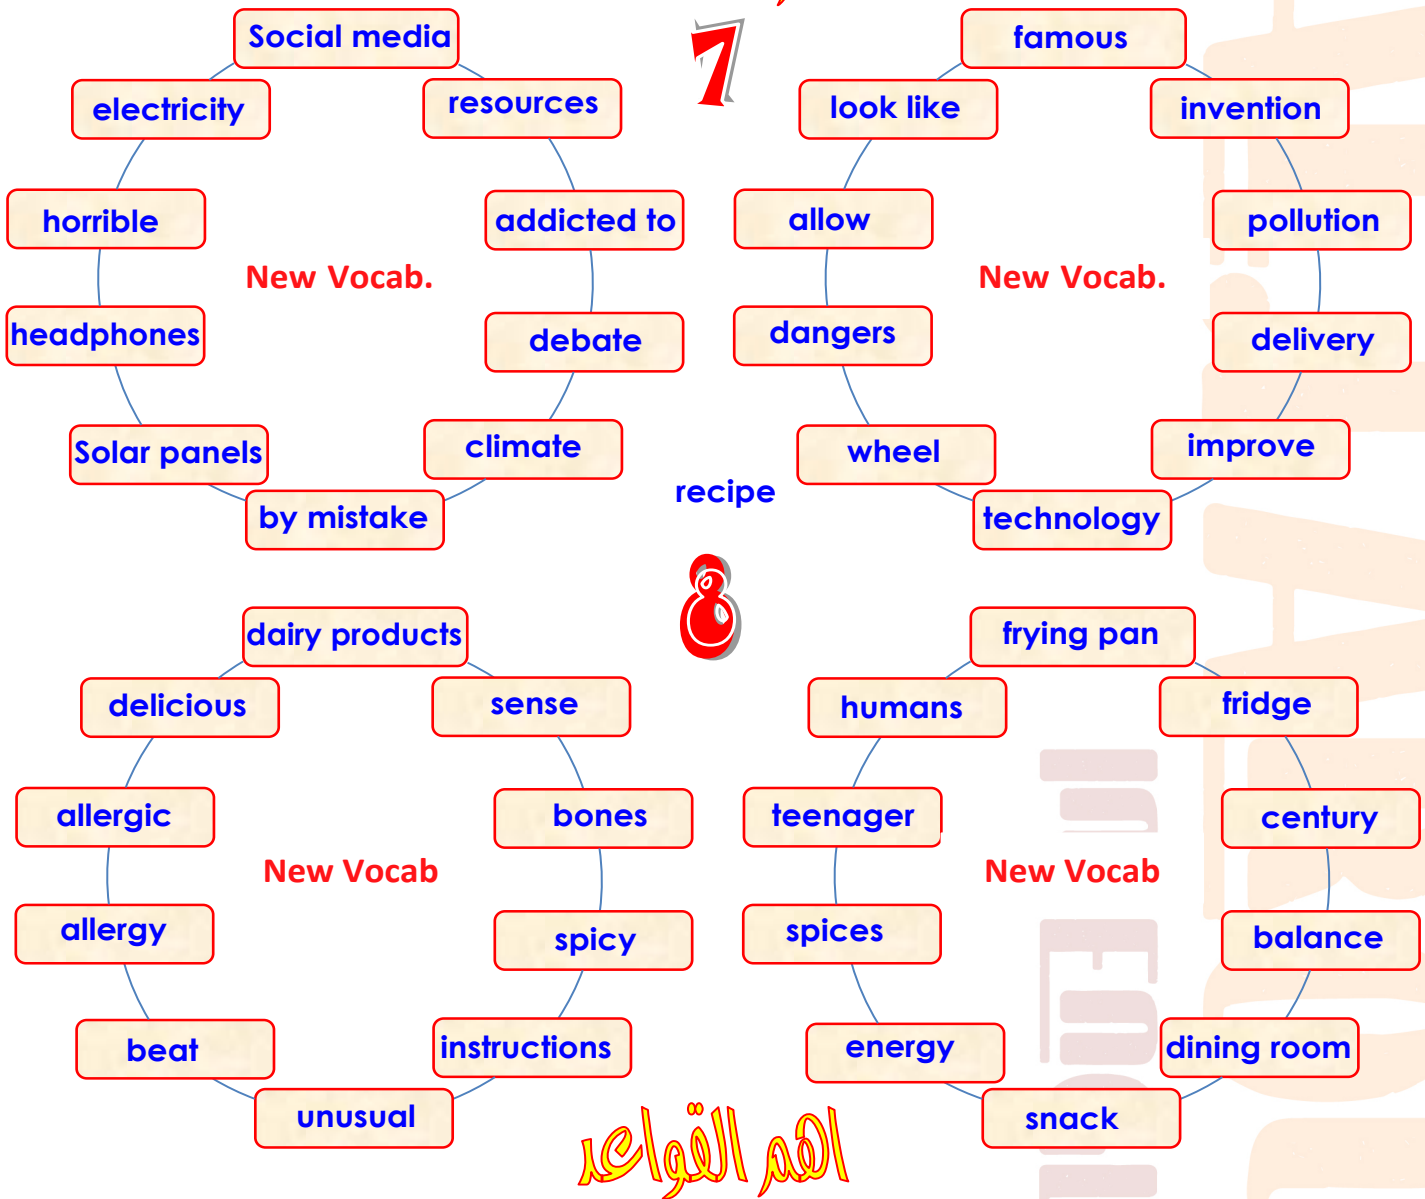 7
Social media
resources
addicted to
debate
climate
by mistake
Solar panels
headphones
horrible
electricity
New Vocab.
famous
invention
pollution
delivery
improve
technology
wheel
dangers
allow
look like
New Vocab.
recipe
8
dairy products
sense
bones
spicy
instructions
unusual
beat
allergy
allergic
delicious
New Vocab
frying pan
fridge
century
balance
dining room
snack
energy
spices
teenager
humans
New Vocab
اهم القواعد